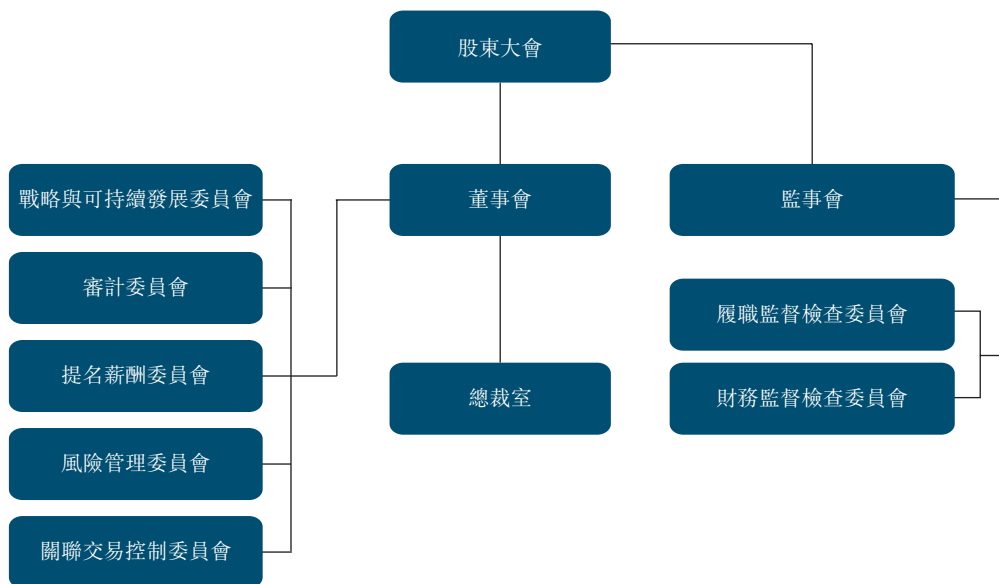 股東大會
戰略與可持續發展委員會
董事會
監事會
審計委員會
履職監督檢查委員會
提名薪酬委員會
總裁室
財務監督檢查委員會
風險管理委員會
關聯交易控制委員會